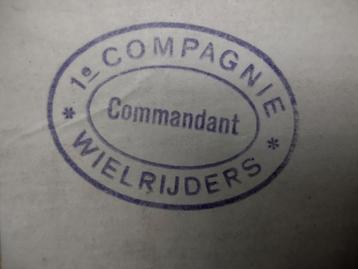 1e COMPAGNIE
Commandant
* WIELRIJDERS *